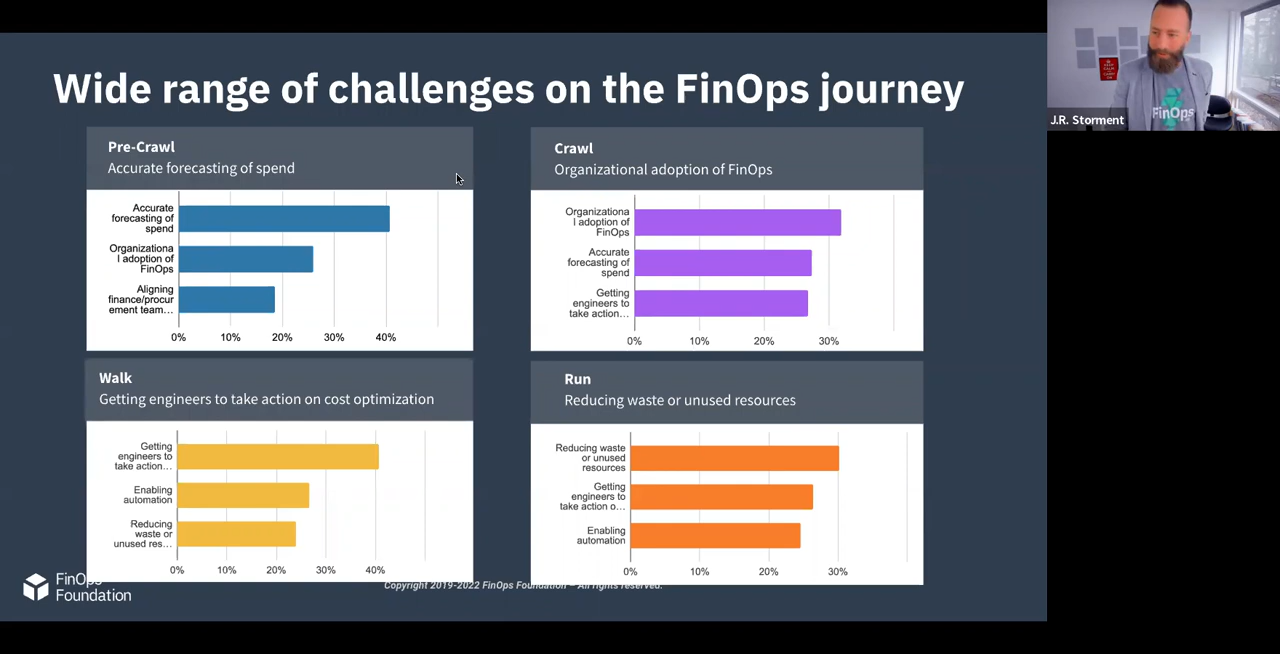 Wide range of challenges on the FinOps journey
Pre-Crawl
Accurate forecasting of spend
Accurate
forecasting of
spend
Organizationa
l adoption of
FinOps
Aligning
finance/procur
ement team…
0% 10% 20% 30% 40%
Crawl
Organizational adoption of FinOps
Organizationa
l adoption of
FinOps
Accurate
forecasting of
spend
Getting
engineers to
take action…
0% 10% 20% 30%
Walk
Getting engineers to take action on cost optimization
Getting
engineers to
take action…
Enabling
automation
Reducing
waste or
unused res…
0% 10% 20% 30% 40%
Run
Reducing waste or unused resources
Reducing waste
or unused
resources
Getting
engineers to
take action o…
Enabling
automation
0% 10% 20% 30%
FinOps
Foundation
Copyright 2019-2022 FinOps Foundation – All rights reserved.
J.R. Storment
FinOps